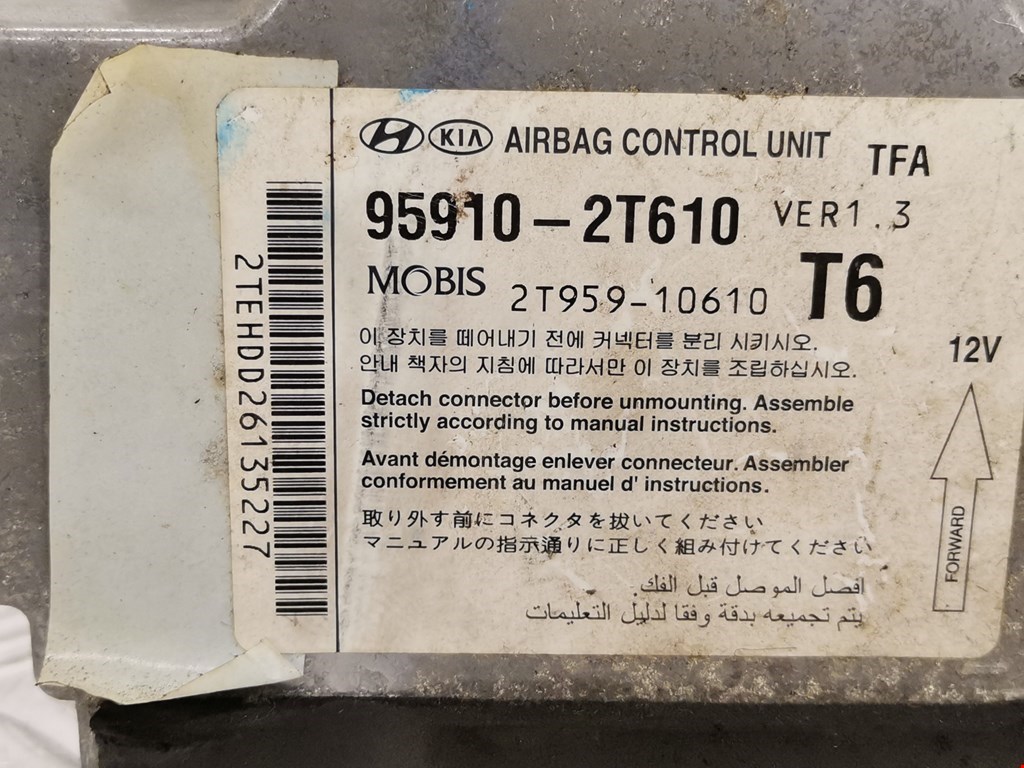 KIA AIRBAG CONTROL UNIT TFA
95910-2T610 VER1.3
MOBIS 2T959-10610 T6
이 장치를 떼어내기 전에 커넥터를 분리 시키시오.
안내 책자의 지침에 따라서만 이 장치를 조립하십시오.
Detach connector before unmounting. Assemble
strictly according to manual instructions.
Avant démontage enlever connecteur. Assembler
conformement au manuel d' instructions.
取り外す前にコネクタを抜いてください
マニュアルの指示通りに正しく組み付けてください
افصل الموصل قبل الفك.
يتم تجميعه بدقة وفقا لدليل التعليمات
12V
FORWARD
2TEHDD26135227